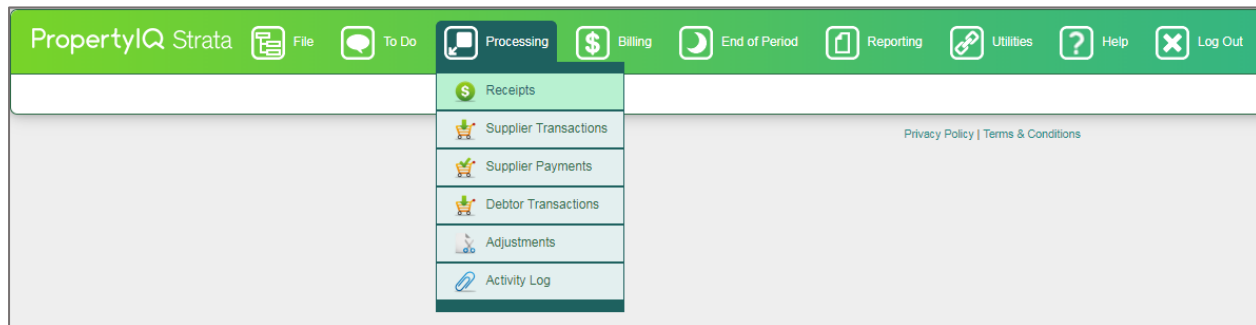 PropertyIQ Strata File To Do Processing Billing End of Period Reporting Utilities Help Log Out
Receipts
Supplier Transactions
Privacy Policy | Terms & Conditions
Supplier Payments
Debtor Transactions
Adjustments
Activity Log